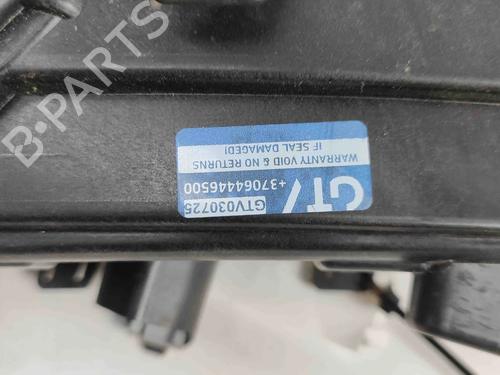 GT/
GTV030725
+37064446500
WARRANTY VOID & NO RETURNS
IF SEAL DAMAGED!
B-PARTS